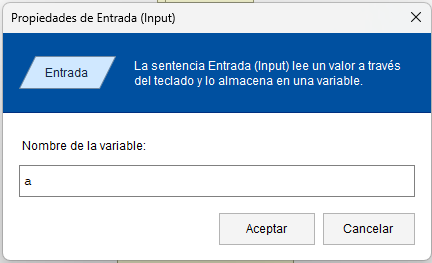 Propiedades de Entrada (Input)
Entrada
La sentencia Entrada (Input) lee un valor a través
del teclado y lo almacena en una variable.
Nombre de la variable:
a
Aceptar
Cancelar